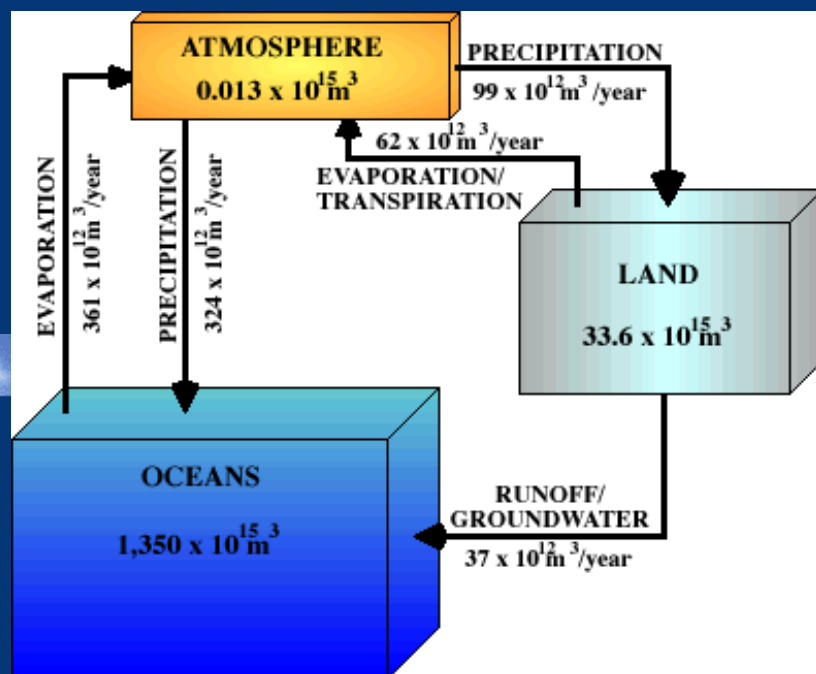 ATMOSPHERE
0.013 x 10¹⁵m³
PRECIPITATION
99 x 10¹²m³/year
62 x 10¹²m³/year
EVAPORATION/
TRANSPIRATION
EVAPORATION
361 x 10¹²m³/year
PRECIPITATION
324 x 10¹²m³/year
LAND
33.6 x 10¹⁵m³
OCEANS
1,350 x 10¹⁵m³
RUNOFF/
GROUNDWATER
37 x 10¹²m³/year